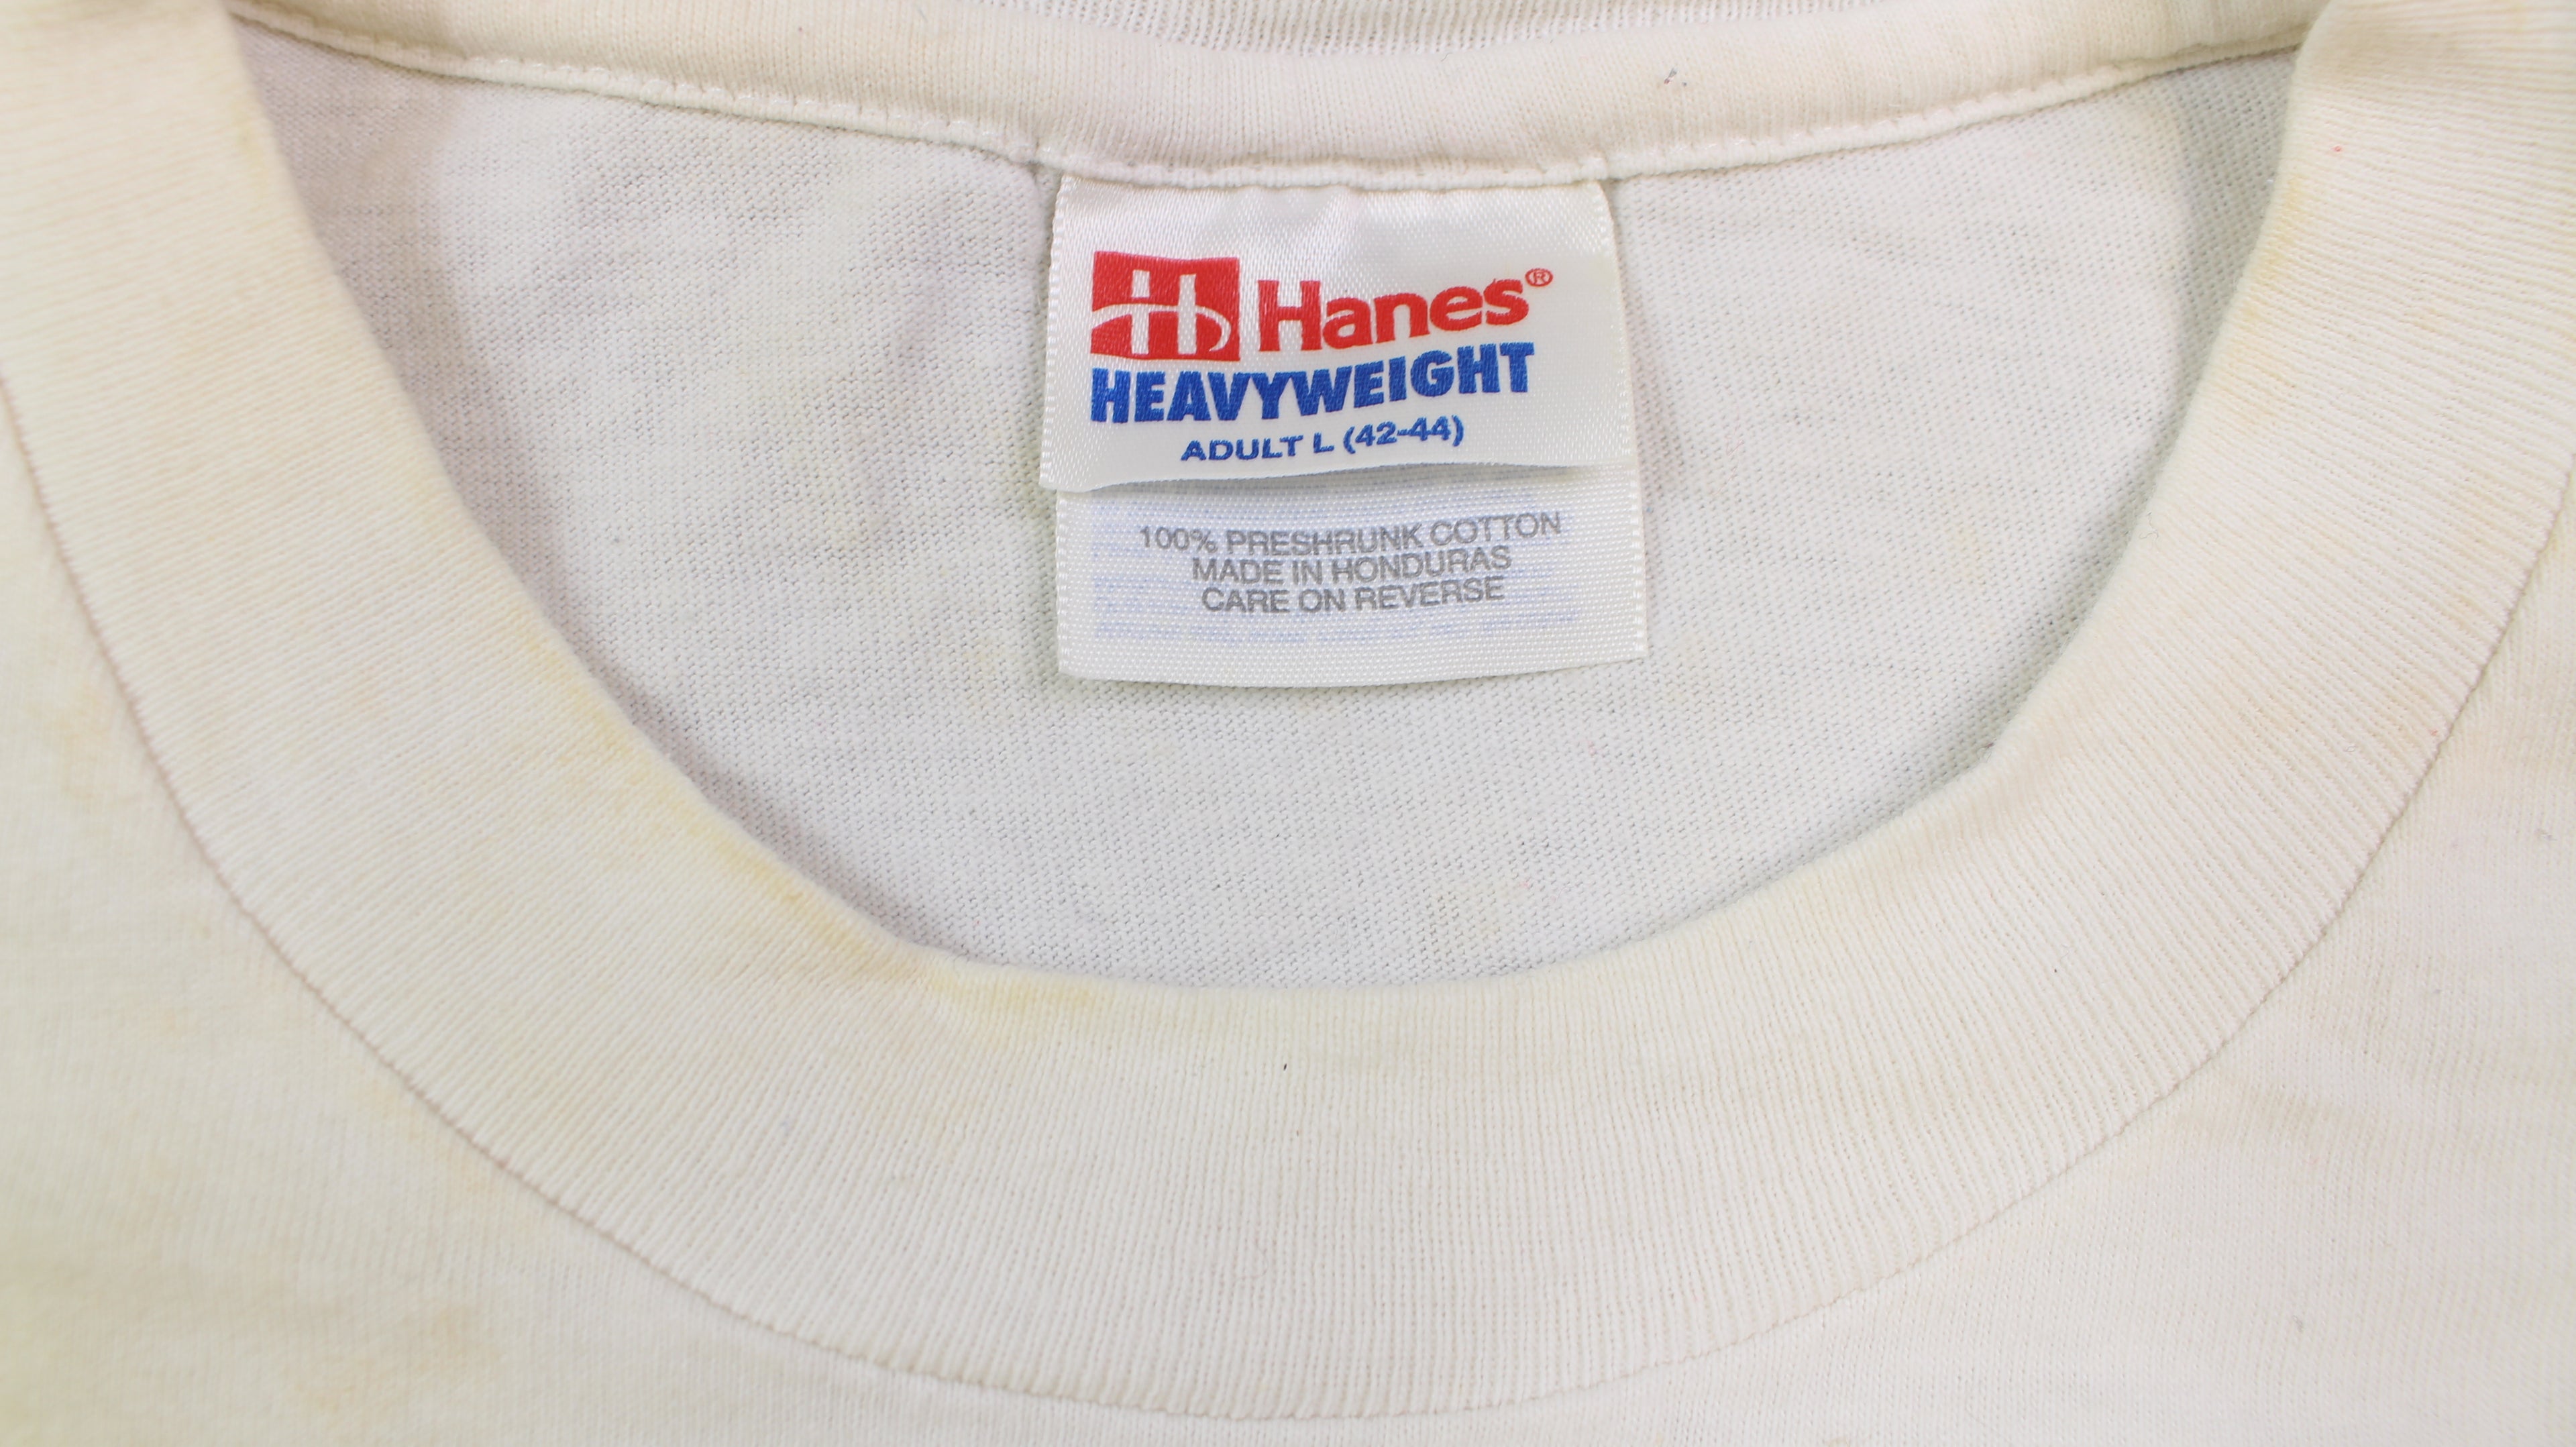 H Hanes®
HEAVYWEIGHT
ADULT L (42-44)
100% PRESHRUNK COTTON
MADE IN HONDURAS
CARE ON REVERSE